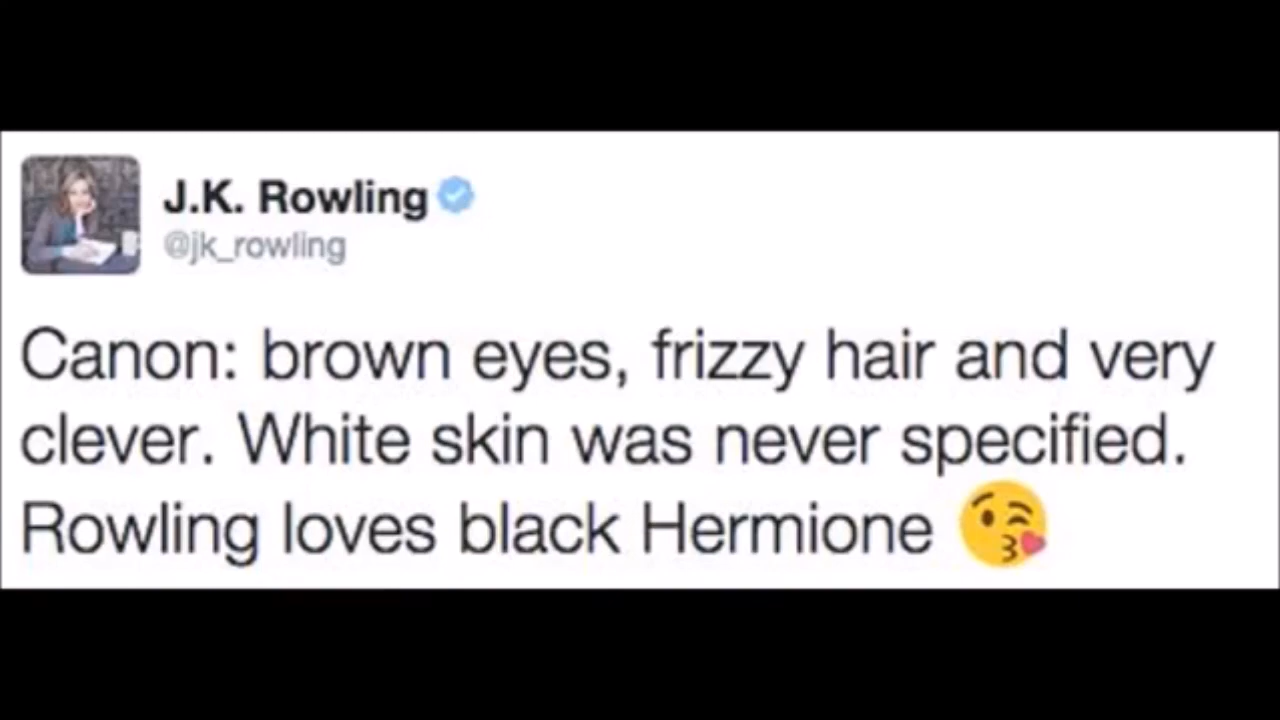 J.K. Rowling
@jk_rowling
Canon: brown eyes, frizzy hair and very
clever. White skin was never specified.
Rowling loves black Hermione 😘